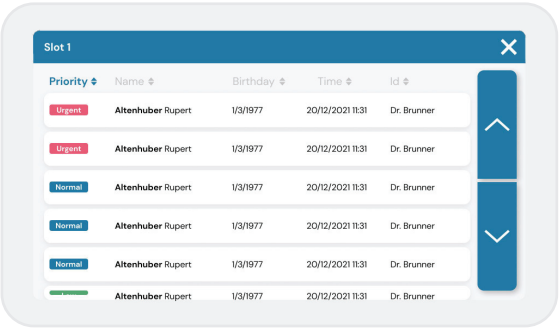 Slot 1
Priority Name Birthday Time Id
Urgent Altenhuber Rupert 1/3/1977 20/12/2021 11:31 Dr. Brunner
Urgent Altenhuber Rupert 1/3/1977 20/12/2021 11:31 Dr. Brunner
Normal Altenhuber Rupert 1/3/1977 20/12/2021 11:31 Dr. Brunner
Normal Altenhuber Rupert 1/3/1977 20/12/2021 11:31 Dr. Brunner
Normal Altenhuber Rupert 1/3/1977 20/12/2021 11:31 Dr. Brunner
Altenhuber Rupert 1/3/1977 20/12/2021 11:31 Dr. Brunner